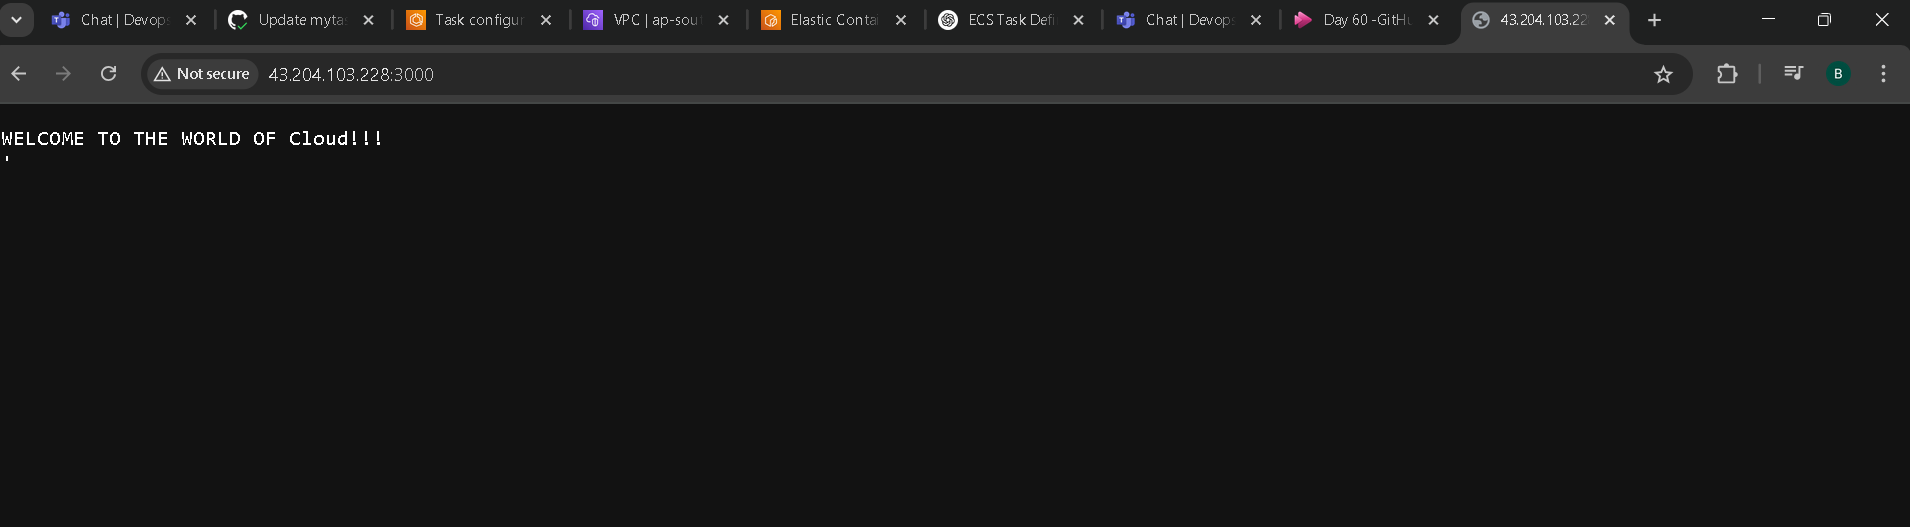 Chat | Devops
Update myta
Task configur
VPC | ap-sout
Elastic Contai
ECS Task Defi
Chat | Devops
Day 60 -GitHu
43.204.103.22
Not secure
43.204.103.228:3000
B
WELCOME TO THE WORLD OF Cloud!!!
'